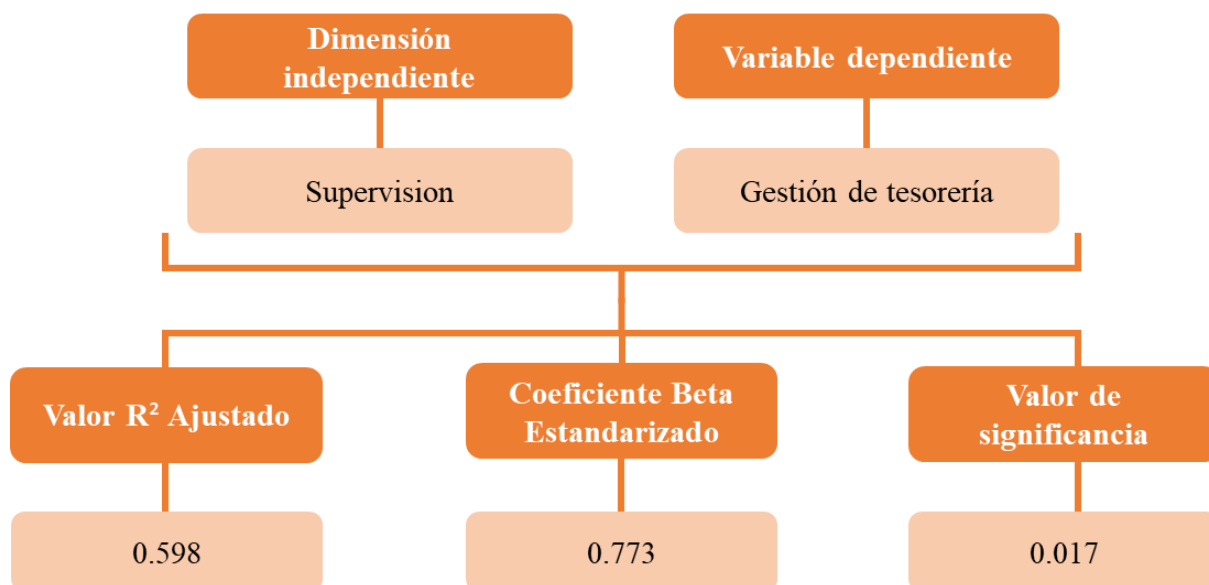 Dimensión
independiente
Variable dependiente
Supervision
Gestión de tesorería
Valor R² Ajustado
Coeficiente Beta
Estandarizado
Valor de
significancia
0.598
0.773
0.017